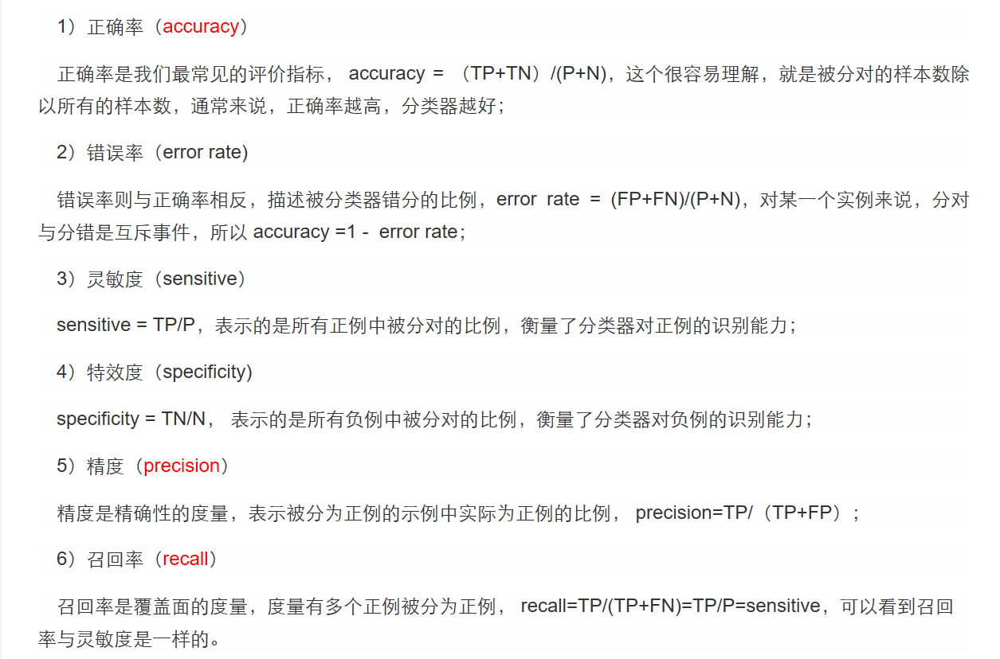 1）正确率（accuracy）
正确率是我们最常见的评价指标， accuracy = （TP+TN）/(P+N)，这个很容易理解，就是被分对的样本数除
以所有的样本数，通常来说，正确率越高，分类器越好；
2）错误率（error rate)
错误率则与正确率相反，描述被分类器错分的比例，error rate = (FP+FN)/(P+N)，对某一个实例来说，分对
与分错是互斥事件，所以 accuracy =1 - error rate；
3）灵敏度（sensitive）
sensitive = TP/P，表示的是所有正例中被分对的比例，衡量了分类器对正例的识别能力；
4）特效度（specificity)
specificity = TN/N， 表示的是所有负例中被分对的比例，衡量了分类器对负例的识别能力；
5）精度（precision）
精度是精确性的度量，表示被分为正例的示例中实际为正例的比例， precision=TP/（TP+FP）；
6）召回率（recall）
召回率是覆盖面的度量，度量有多个正例被分为正例， recall=TP/(TP+FN)=TP/P=sensitive，可以看到召回
率与灵敏度是一样的。